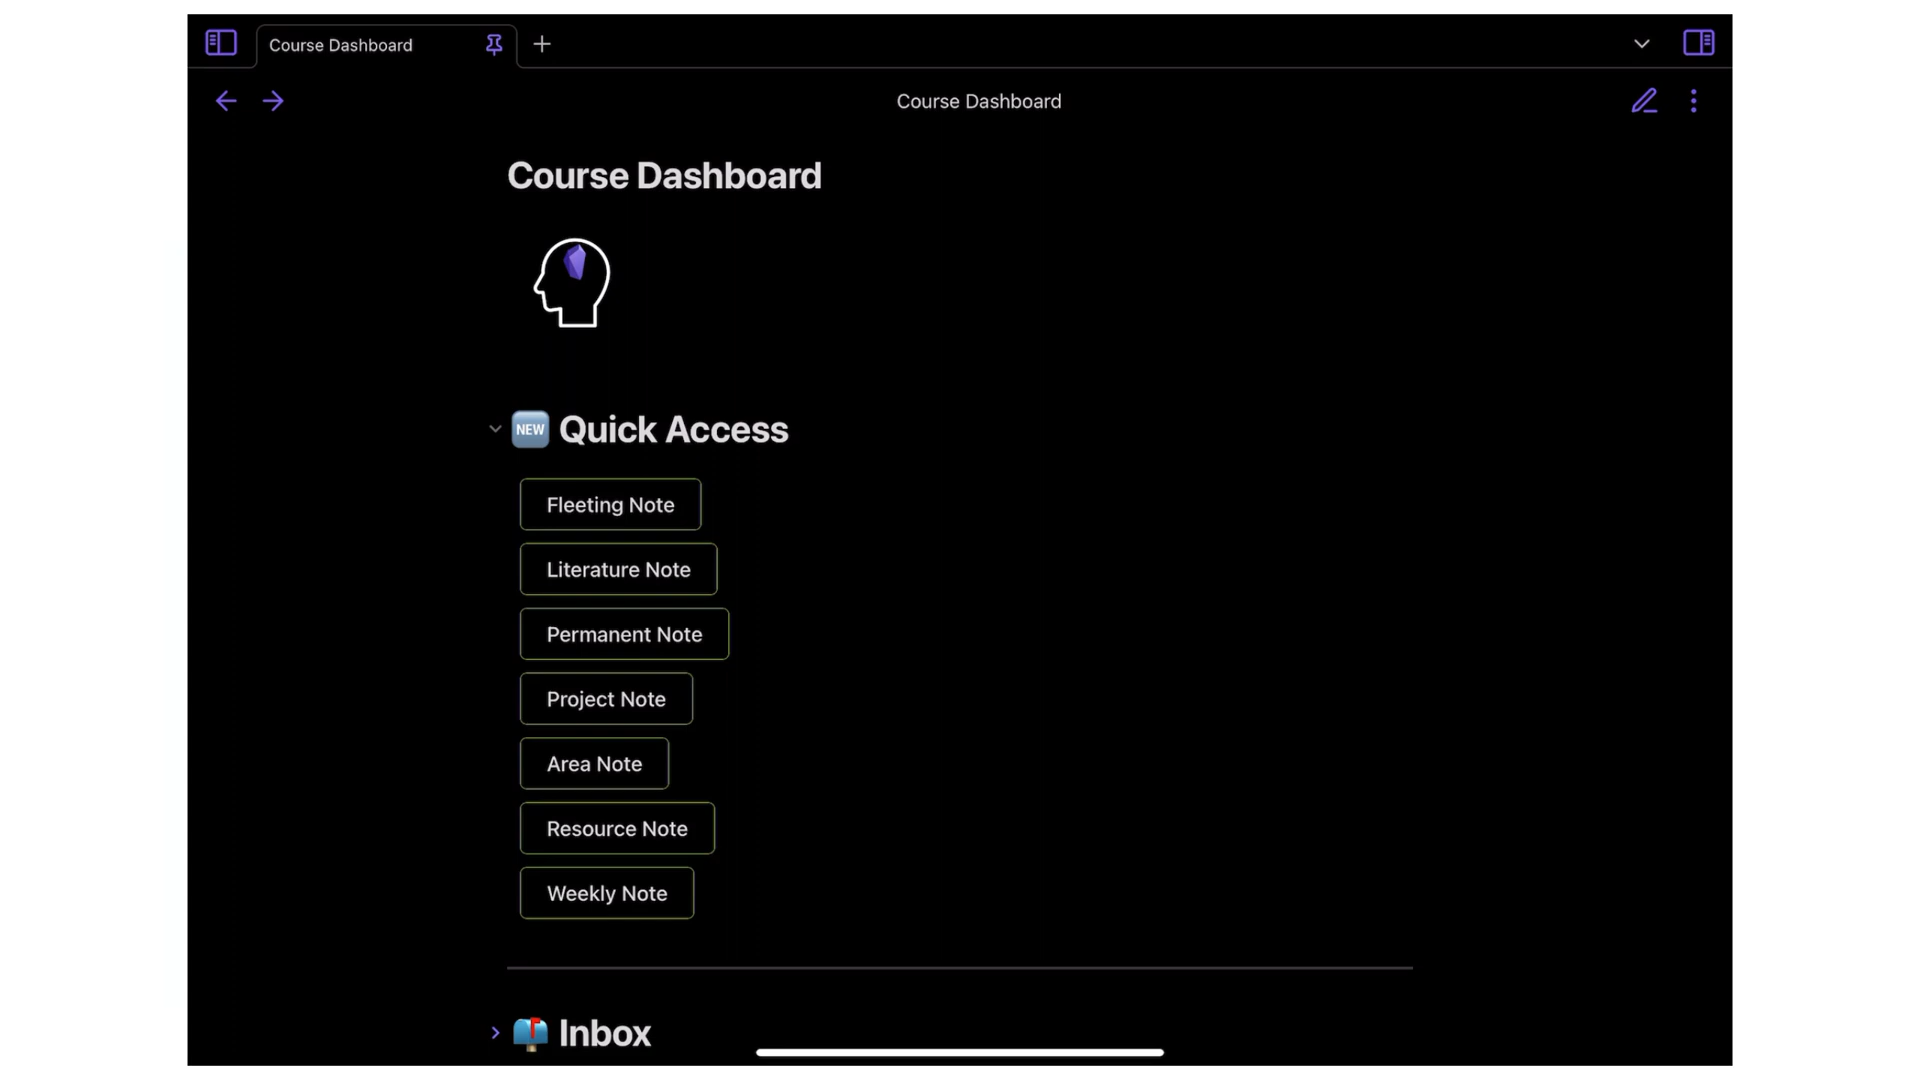 Course Dashboard
Course Dashboard
Course Dashboard
NEW Quick Access
Fleeting Note
Literature Note
Permanent Note
Project Note
Area Note
Resource Note
Weekly Note
Inbox